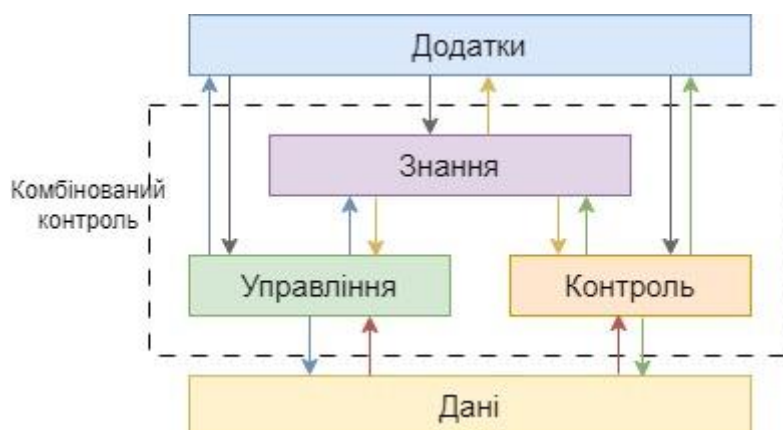 Додатки
Знання
Комбінований
контроль
Управління
Контроль
Дані